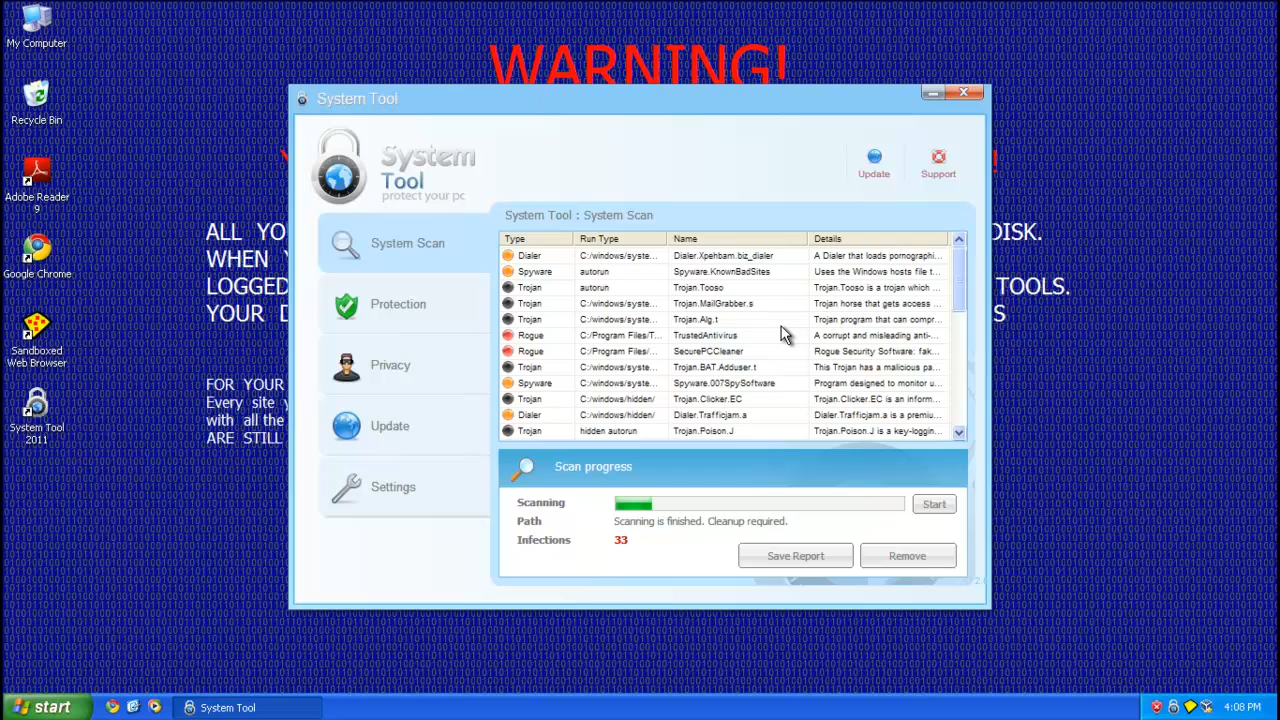 My Computer
Recycle Bin
Adobe Reader
9
Google Chrome
Sandboxed
Web Browser
System Tool
2011
WARNING!
ALL YO
DISK.
WHEN
LOGGED
TOOLS.
YOUR D
S
FOR YOUR
Every site
with all the
ARE STILL
System Tool
System
Tool
protect your pc
Update
Support
System Scan
Protection
Privacy
Update
Settings
System Tool : System Scan
Type Run Type Name Details
Dialer C:/windows/syste... Dialer.Xpehbam.biz_dialer A Dialer that loads pornographi...
Spyware autorun Spyware.KnownBadSites Uses the Windows hosts file t...
Trojan autorun Trojan.Tooso Trojan.Tooso is a trojan which ...
Trojan C:/windows/syste... Trojan.MailGrabber.s Trojan horse that gets access ...
Trojan C:/windows/syste... Trojan.Alg.t Trojan program that can compr...
Rogue C:/Program Files/T... TrustedAntivirus A corrupt and misleading anti-...
Rogue C:/Program Files/... SecurePCCleaner Rogue Security Software: fak...
Trojan C:/windows/syste... Trojan.BAT.Adduser.t This Trojan has a malicious pa...
Spyware C:/windows/syste... Spyware.007SpySoftware Program designed to monitor u...
Trojan C:/windows/hidden/ Trojan.Clicker.EC Trojan.Clicker.EC is an inform...
Dialer C:/windows/hidden/ Dialer.Trafficjam.a Dialer.Trafficjam.a is a premiu...
Trojan hidden autorun Trojan.Poison.J Trojan.Poison.J is a key-loggin...
Scan progress
Scanning
Start
Path Scanning is finished. Cleanup required.
Infections 33
Save Report Remove
start
System Tool
4:08 PM